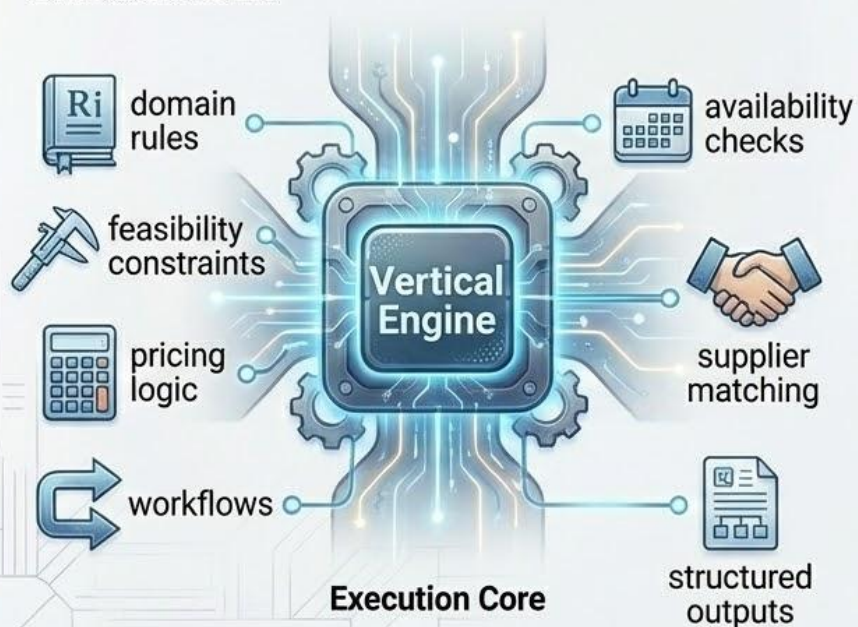 Ri
domain
rules
feasibility
constraints
pricing
logic
workflows
Vertical
Engine
availability
checks
supplier
matching
structured
outputs
Execution Core